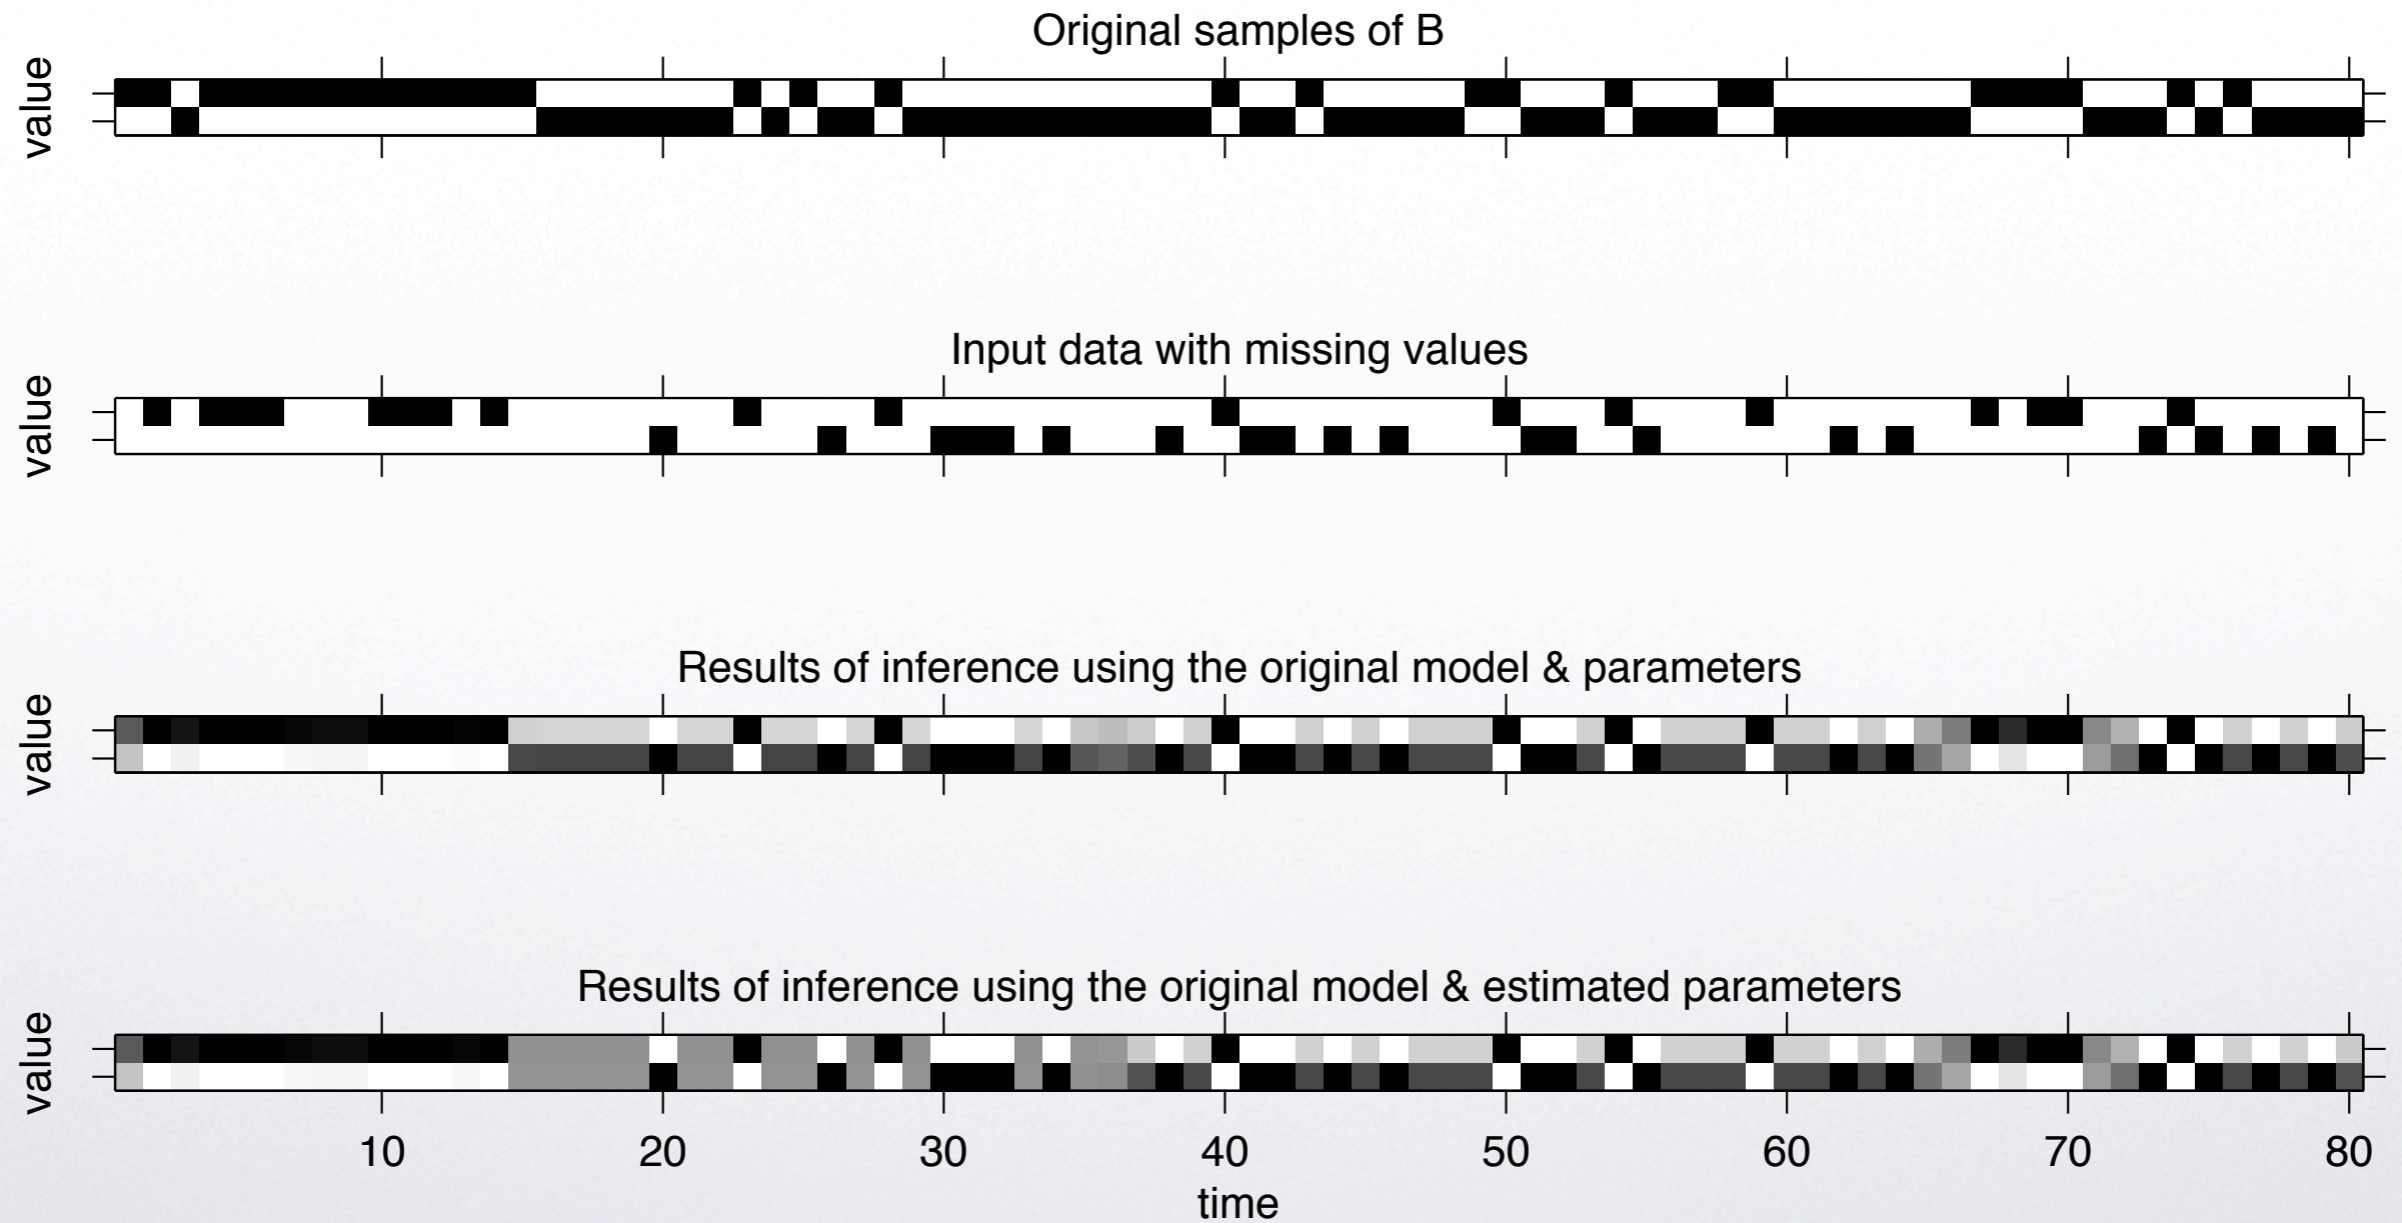 Original samples of B
value
Input data with missing values
value
Results of inference using the original model & parameters
value
Results of inference using the original model & estimated parameters
value
10 20 30 40 50 60 70 80
time